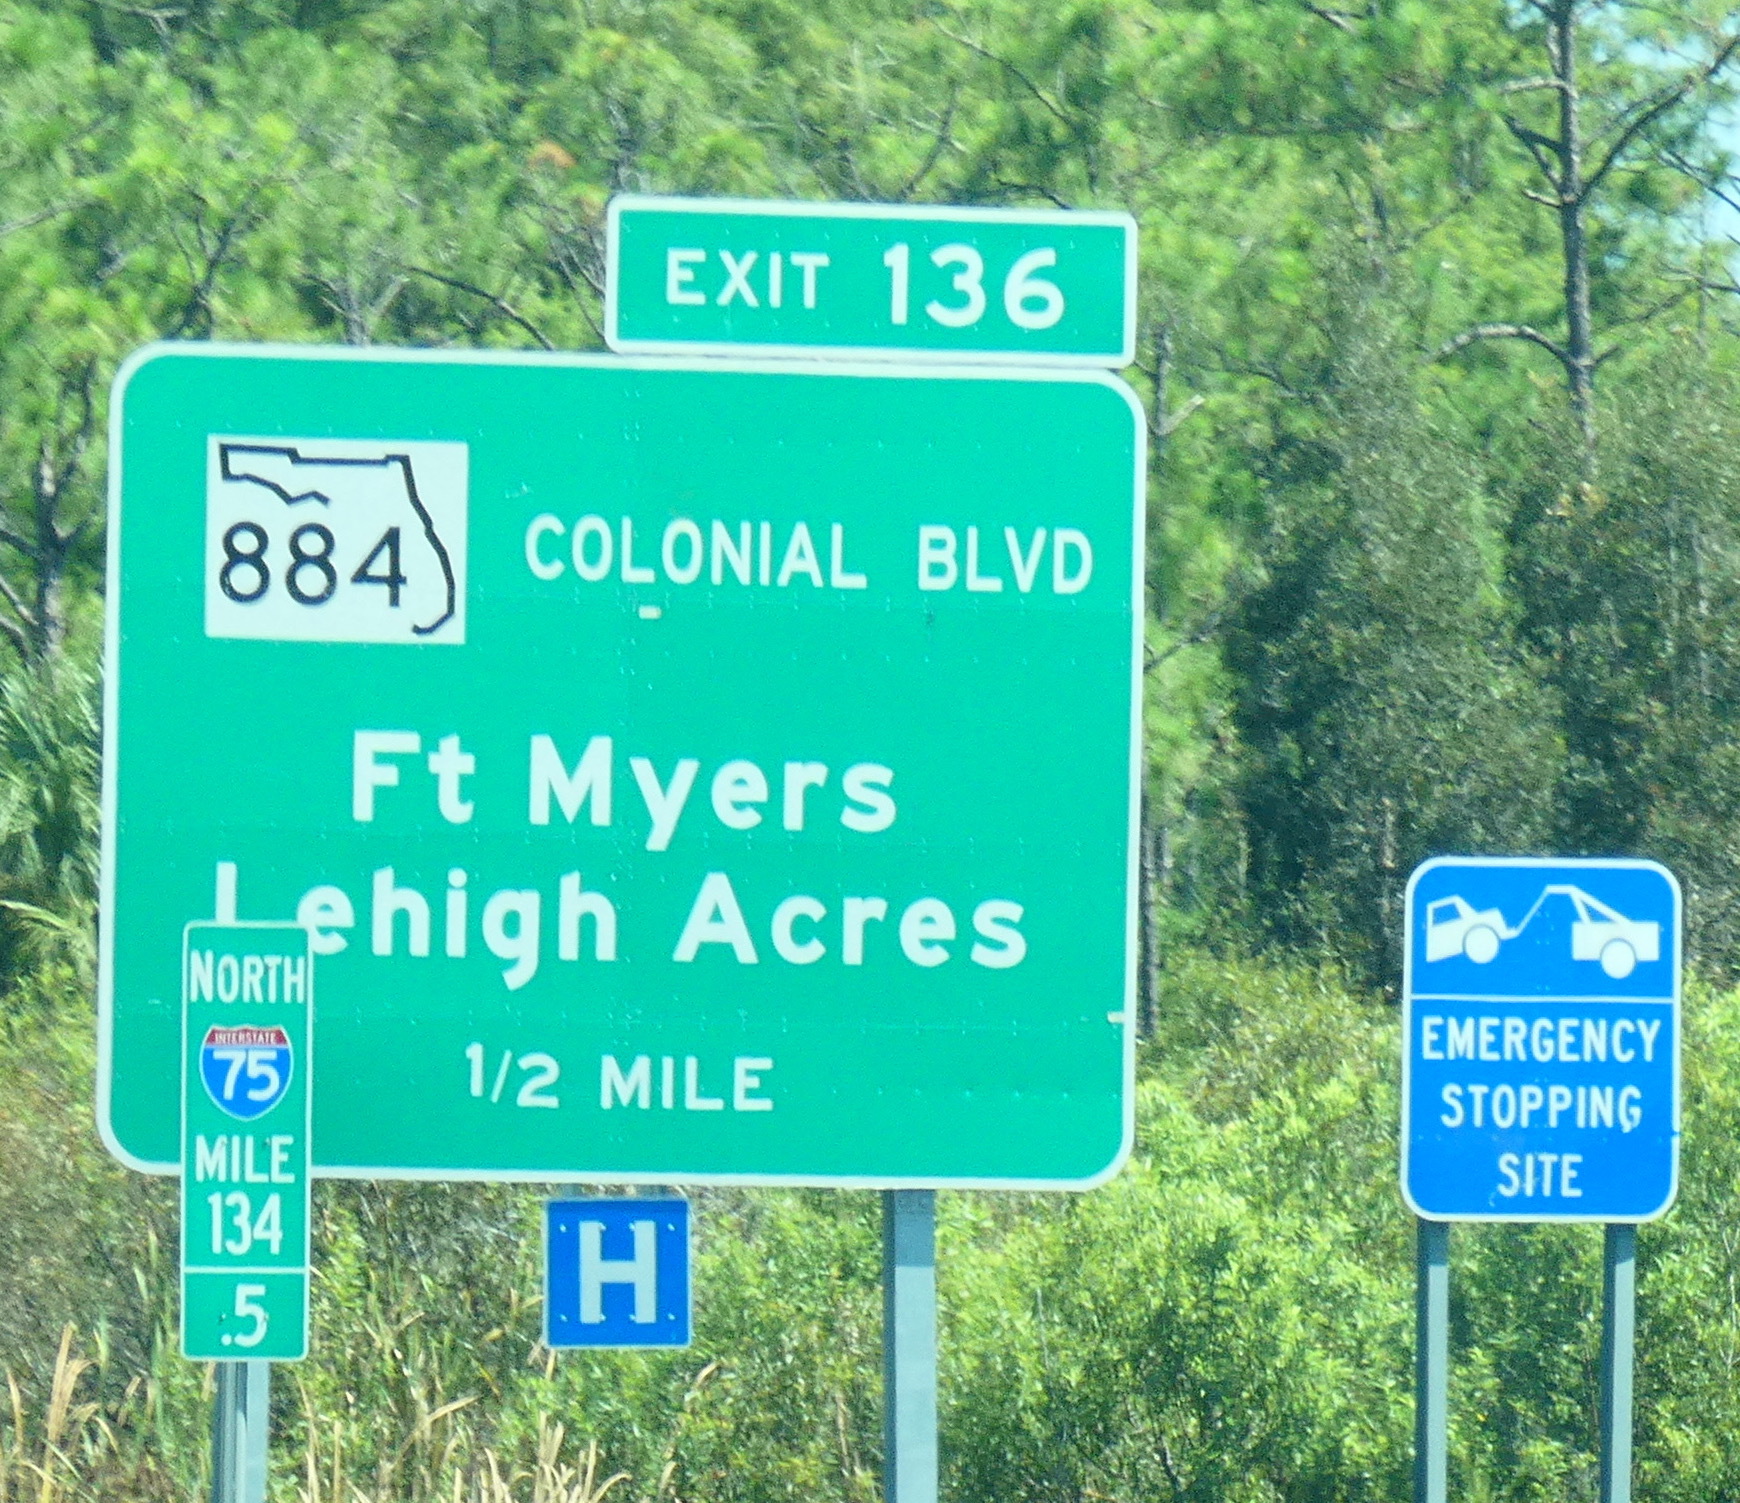 EXIT 136
884 COLONIAL BLVD
Ft Myers
Lehigh Acres
1/2 MILE
NORTH
INTERSTATE
75
MILE
134
.5
H
EMERGENCY
STOPPING
SITE